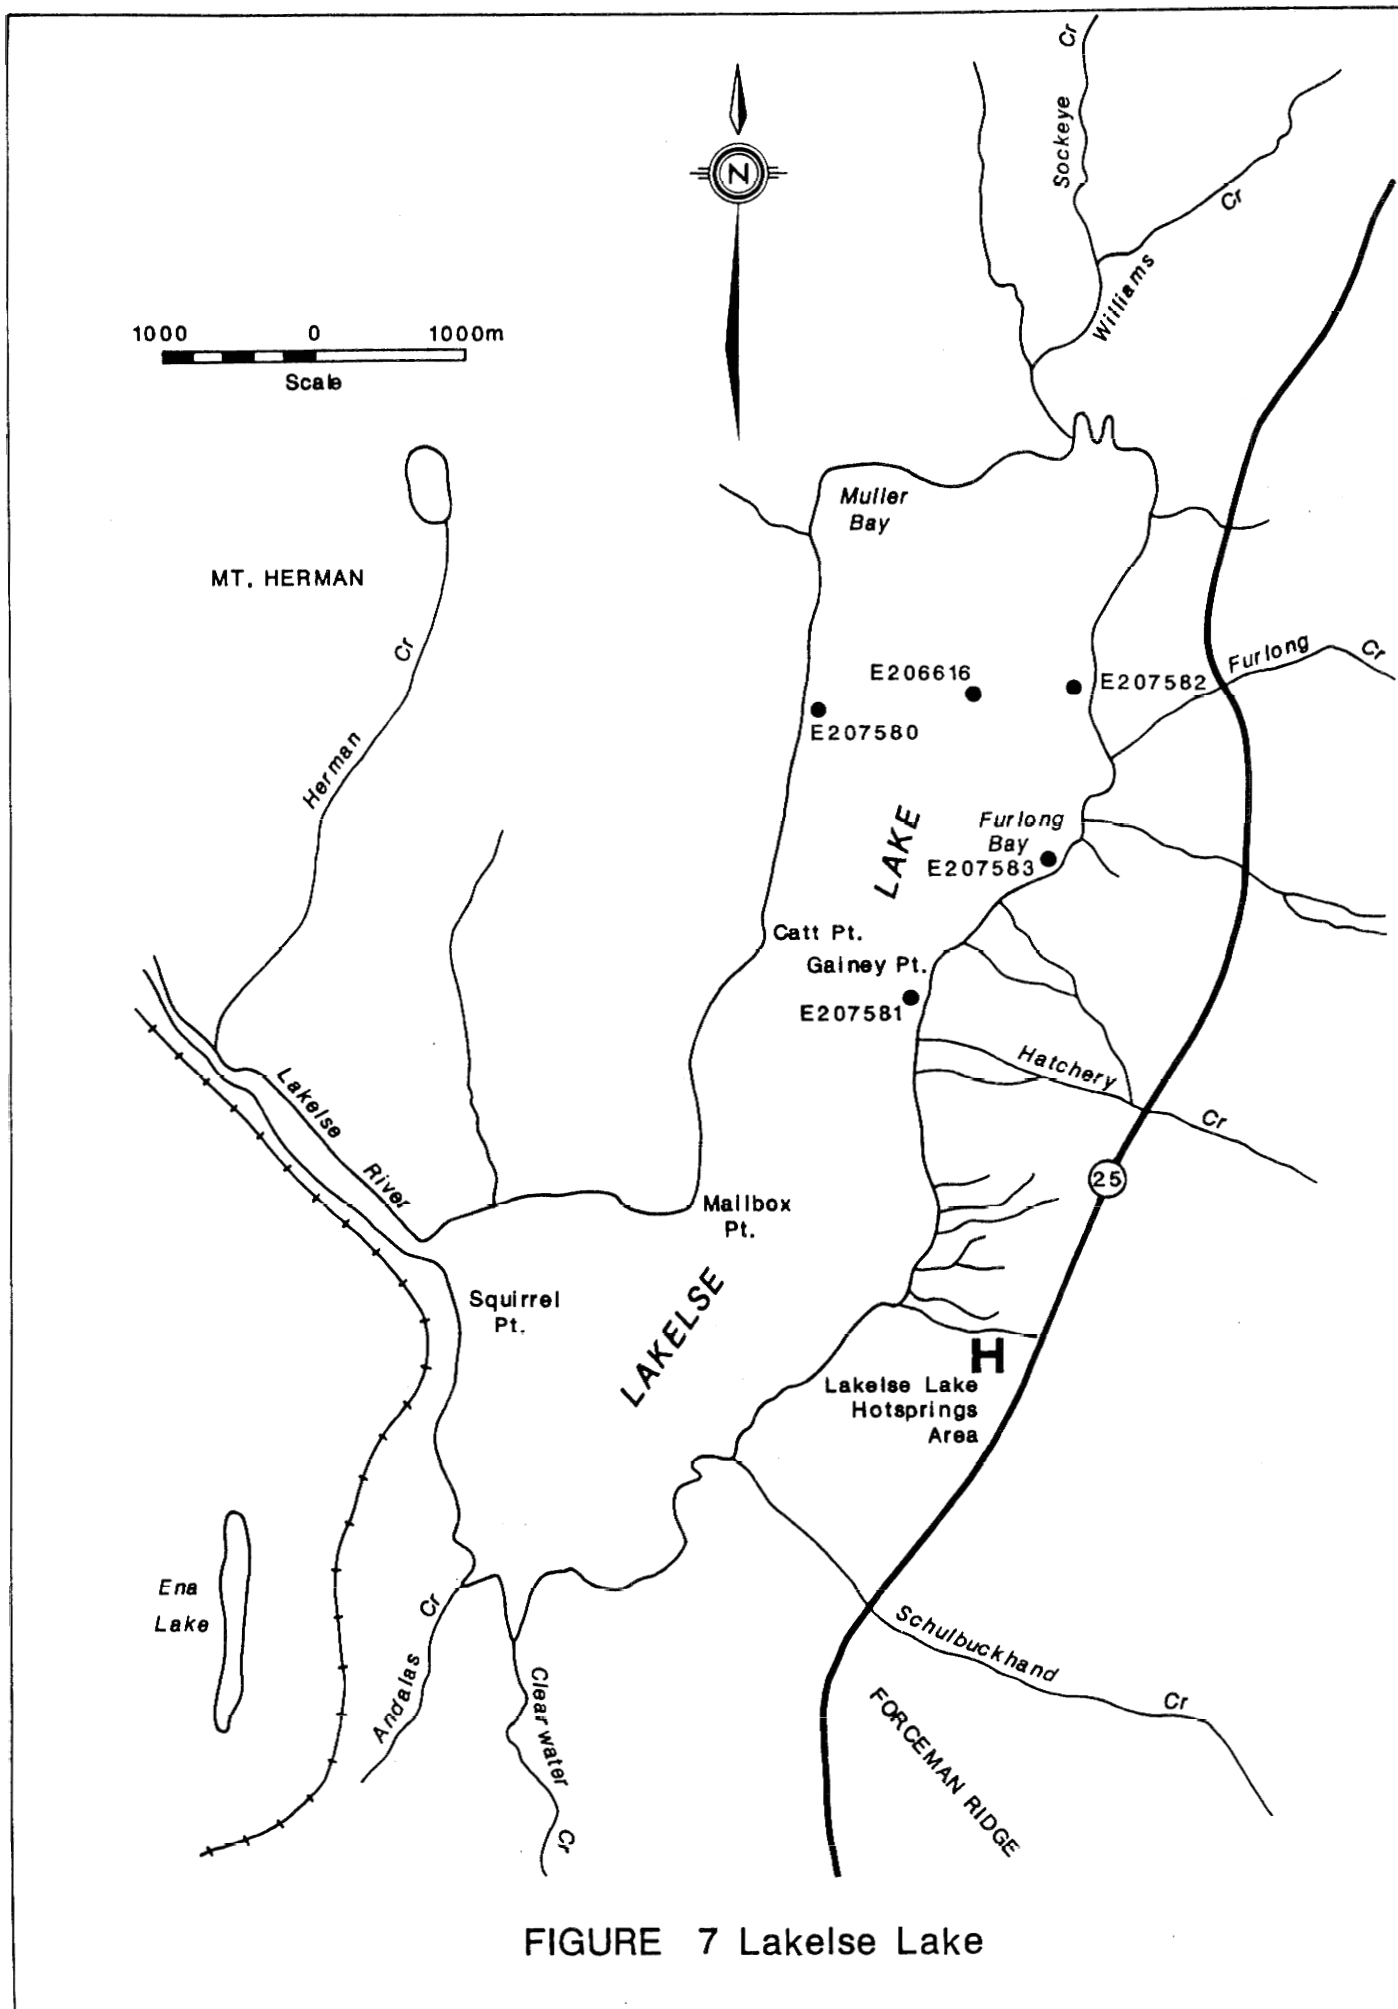 Cr
Sockeye
Cr
Williams
N
1000 0 1000m
Scale
Muller
Bay
MT. HERMAN
Cr
Herman
Furlong
Cr
E206616
E207582
E207580
LAKE
Furlong
Bay
E207583
Catt Pt.
Gainey Pt.
E207581
Hatchery
Cr
Lakelse
River
25
Mailbox
Pt.
Squirrel
Pt.
LAKELSE
H
Lakelse Lake
Hotsprings
Area
Ena
Lake
Cr
Andalas
Clearwater
Cr
Schulbuckhand
Cr
FORCEMAN RIDGE
FIGURE 7 Lakelse Lake